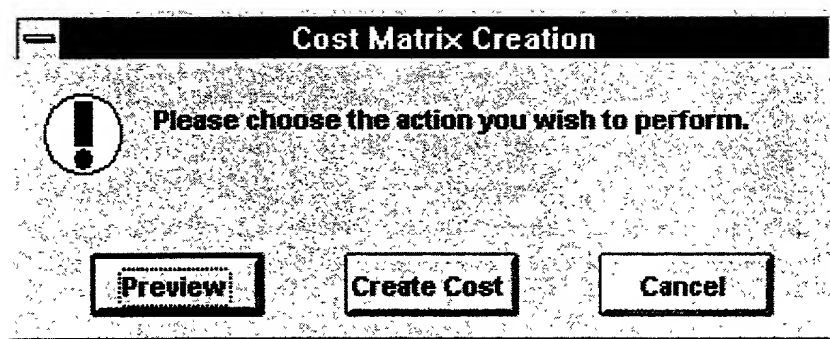 Cost Matrix Creation
Please choose the action you wish to perform.
Preview Create Cost Cancel